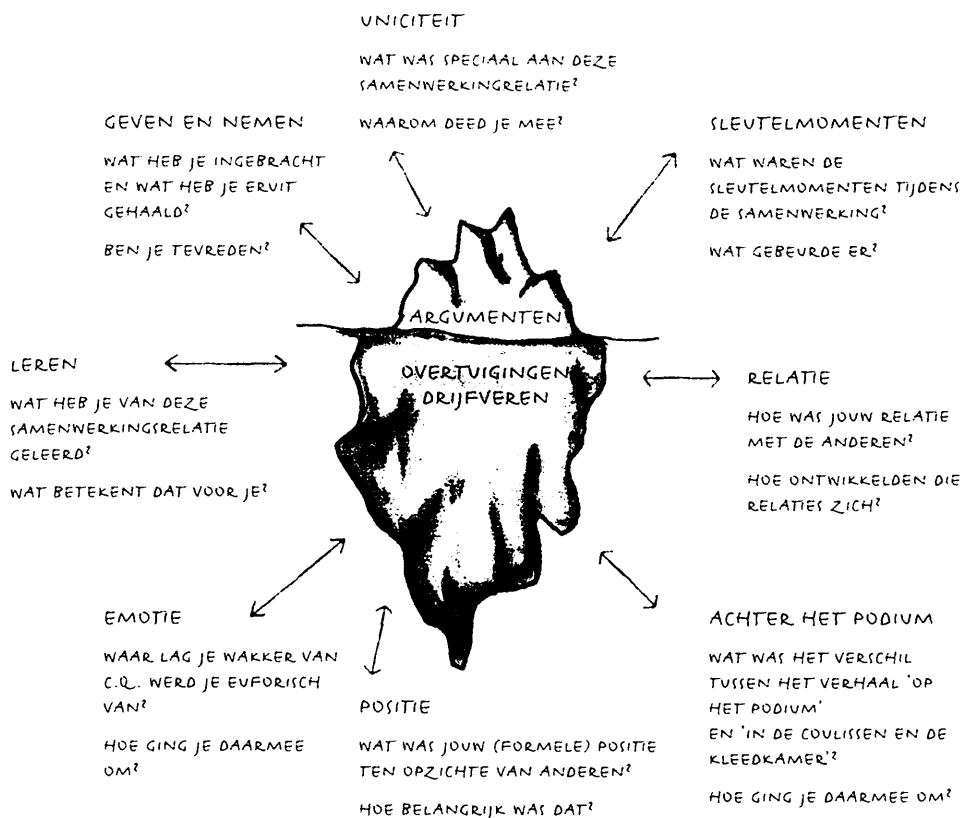 UNICITEIT
WAT WAS SPECIAAL AAN DEZE
SAMENWERKINGRELATIE?
WAAROM DEED JE MEE?
GEVEN EN NEMEN
WAT HEB JE INGEBRACHT
EN WAT HEB JE ERUIT
GEHAALD?
BEN JE TEVREDEN?
SLEUTELMOMENTEN
WAT WAREN DE
SLEUTELMOMENTEN TIJDENS
DE SAMENWERKING?
WAT GEBEURDE ER?
ARGUMENTEN
OVERTUIGINGEN
DRIJFVEREN
LEREN
WAT HEB JE VAN DEZE
SAMENWERKINGSRELATIE
GELEERD?
WAT BETEKENT DAT VOOR JE?
RELATIE
HOE WAS JOUW RELATIE
MET DE ANDEREN?
HOE ONTWIKKELDEN DIE
RELATIES ZICH?
EMOTIE
WAAR LAG JE WAKKER VAN
C.Q. WERD JE EUFORISCH
VAN?
HOE GING JE DAARMEE
OM?
POSITIE
WAT WAS JOUW (FORMELE) POSITIE
TEN OPZICHTE VAN ANDEREN?
HOE BELANGRIJK WAS DAT?
ACHTER HET PODIUM
WAT WAS HET VERSCHIL
TUSSEN HET VERHAAL 'OP
HET PODIUM'
EN 'IN DE COULISSEN EN DE
KLEEDKAMER'?
HOE GING JE DAARMEE OM?